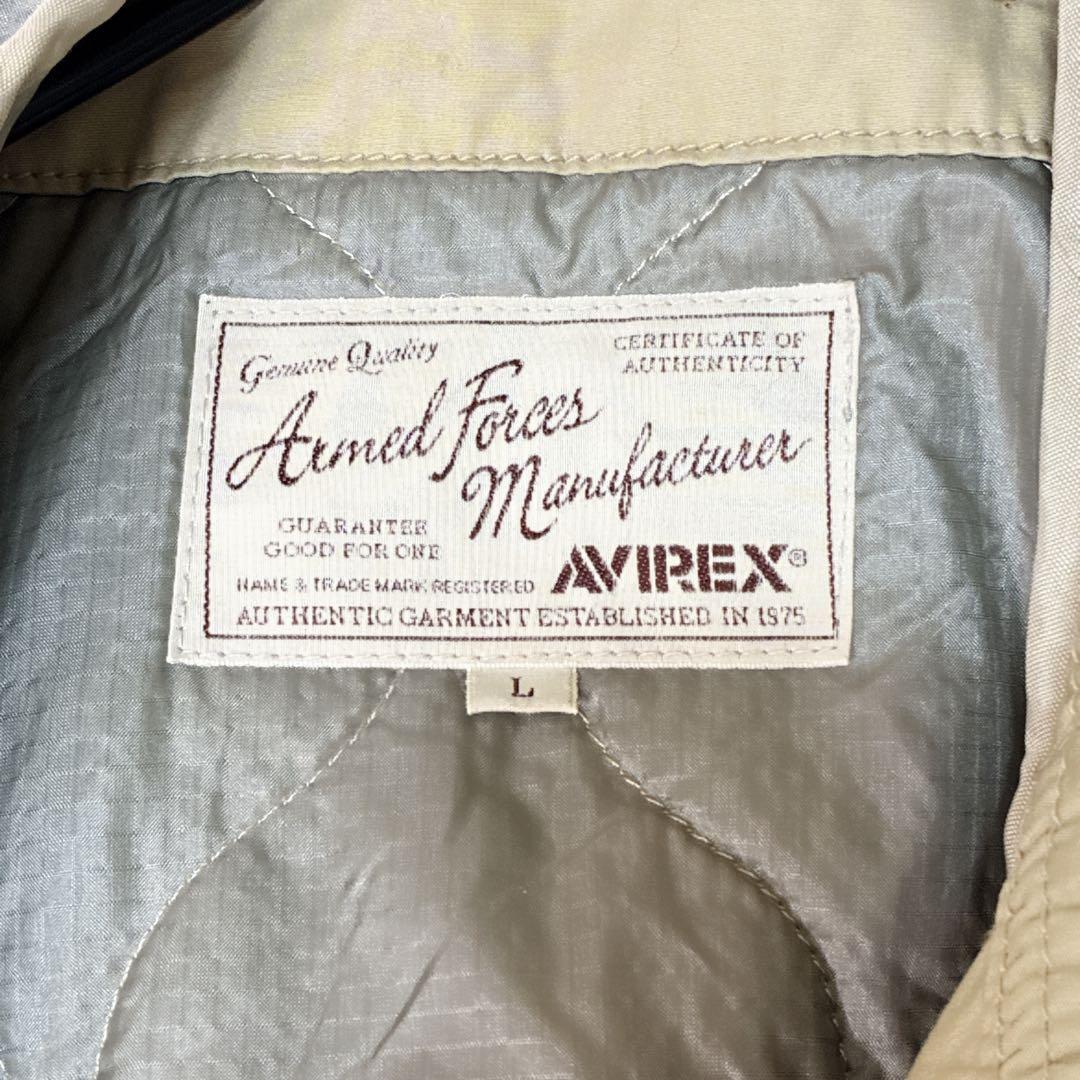 Genuine Quality
CERTIFICATE OF
AUTHENTICITY
Armed Forces
Manufacturer
GUARANTEE
GOOD FOR ONE
NAME & TRADE MARK REGISTERED
AVIREX®
AUTHENTIC GARMENT ESTABLISHED IN 1975
L